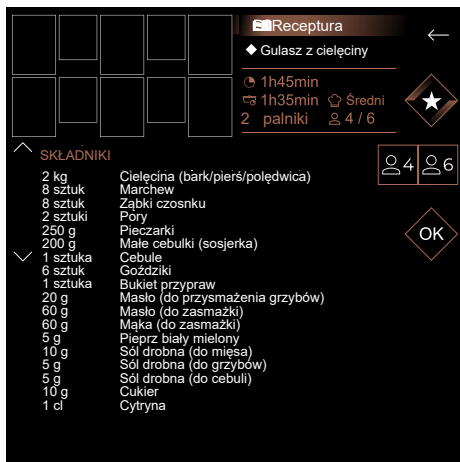 Receptura
Gulasz z cielęciny
1h45min
1h35min Średni
2 palniki 4 / 6
SKŁADNIKI
4 6
2 kg Cielęcina (bark/pierś/polędwica)
8 sztuk Marchew
8 sztuk Ząbki czosnku
2 sztuki Pory
250 g Pieczarki
200 g Małe cebulki (sosjerka)
1 sztuka Cebule
6 sztuk Goździki
1 sztuka Bukiet przypraw
20 g Masło (do przysmażenia grzybów)
60 g Masło (do zasmażki)
60 g Mąka (do zasmażki)
5 g Pieprz biały mielony
10 g Sól drobna (do mięsa)
5 g Sól drobna (do grzybów)
5 g Sól drobna (do cebuli)
10 g Cukier
1 cl Cytryna
OK